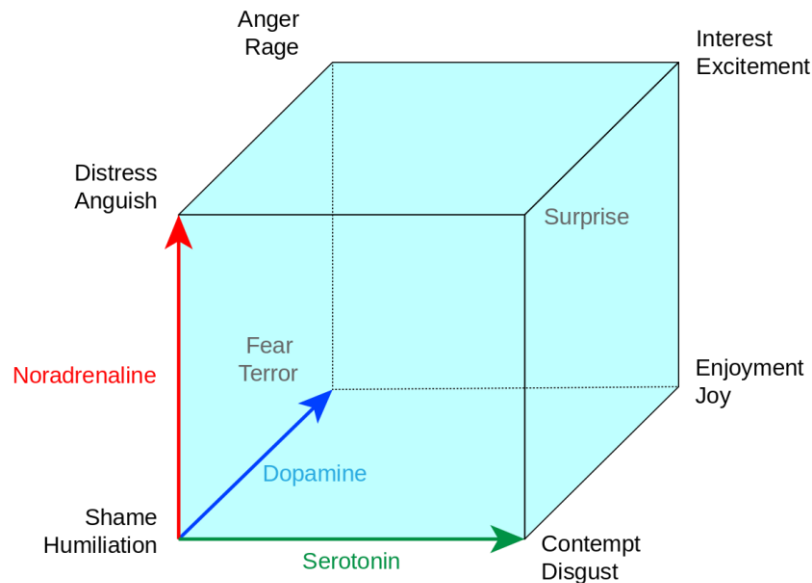 Anger
Rage
Interest
Excitement
Distress
Anguish
Surprise
Fear
Terror
Noradrenaline
Enjoyment
Joy
Dopamine
Shame
Humiliation
Serotonin
Contempt
Disgust